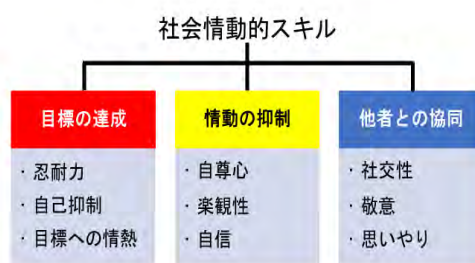 社会情動的スキル
目標の達成
・忍耐力
・自己抑制
・目標への情熱
情動の抑制
・自尊心
・楽観性
・自信
他者との協同
・社交性
・敬意
・思いやり